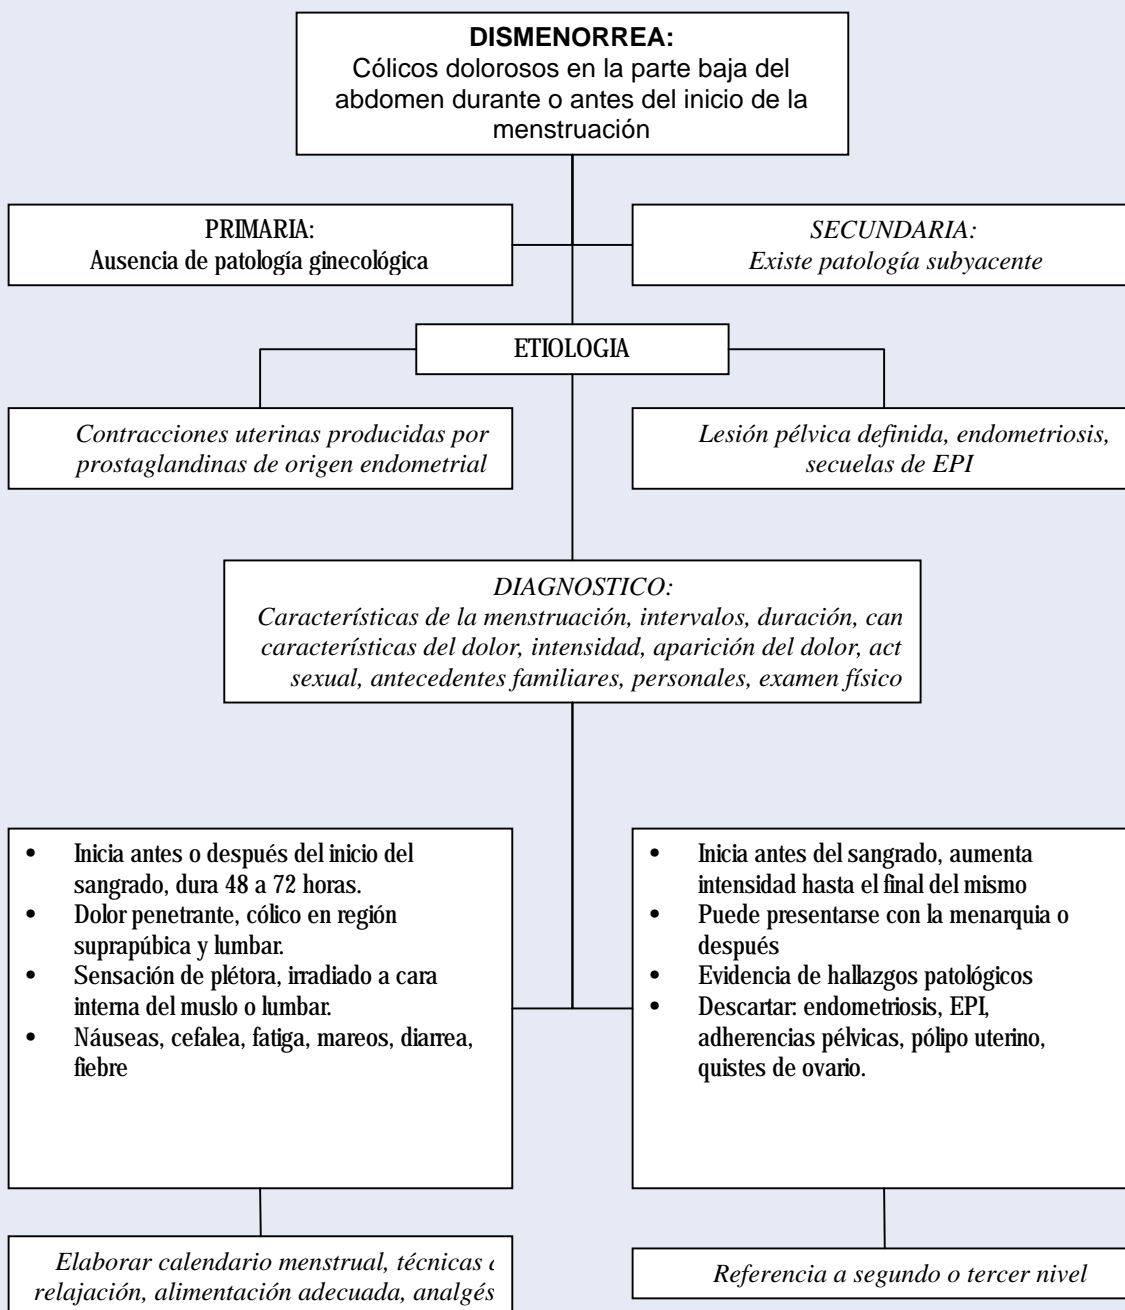 DISMENORREA:
Cólicos dolorosos en la parte baja del
abdomen durante o antes del inicio de la
menstruación
PRIMARIA:
Ausencia de patología ginecológica
SECUNDARIA:
Existe patología subyacente
ETIOLOGIA
Contracciones uterinas producidas por
prostaglandinas de origen endometrial
Lesión pélvica definida, endometriosis,
secuelas de EPI
DIAGNOSTICO:
Características de la menstruación, intervalos, duración, can
características del dolor, intensidad, aparición del dolor, act
sexual, antecedentes familiares, personales, examen físico
• Inicia antes o después del inicio del
sangrado, dura 48 a 72 horas.
• Dolor penetrante, cólico en región
suprapúbica y lumbar.
• Sensación de plétora, irradiado a cara
interna del muslo o lumbar.
• Náuseas, cefalea, fatiga, mareos, diarrea,
fiebre
• Inicia antes del sangrado, aumenta
intensidad hasta el final del mismo
• Puede presentarse con la menarquia o
después
• Evidencia de hallazgos patológicos
• Descartar: endometriosis, EPI,
adherencias pélvicas, pólipo uterino,
quistes de ovario.
Elaborar calendario menstrual, técnicas
relajación, alimentación adecuada, analgés
Referencia a segundo o tercer nivel